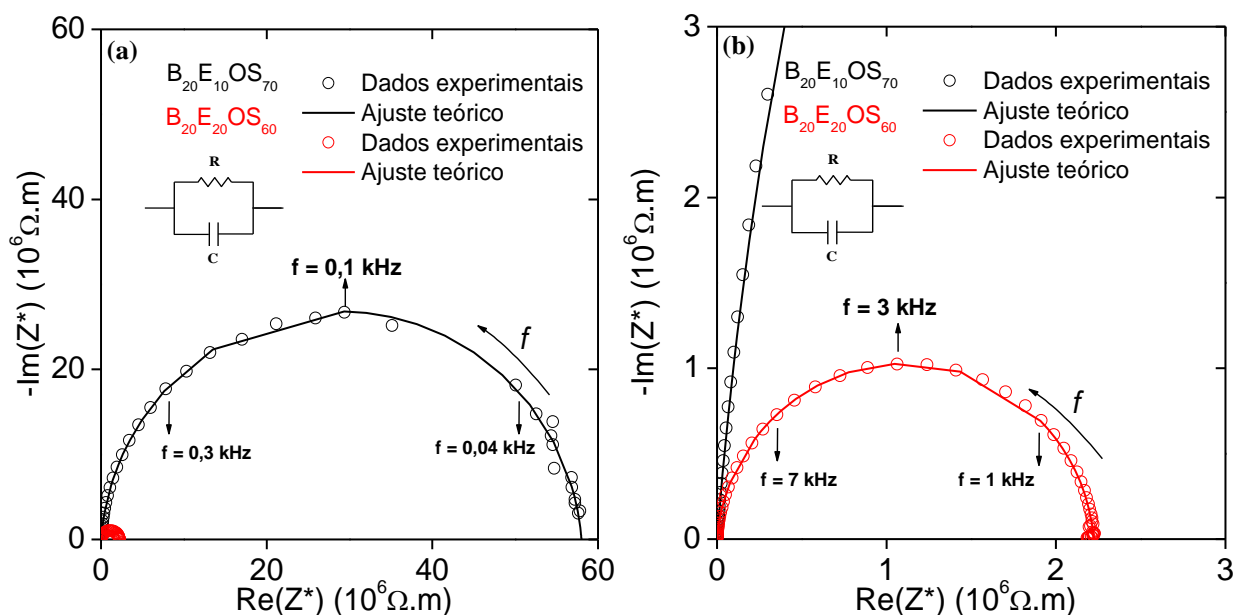 (a)
B20E10OS70
B20E20OS60
Dados experimentais
Ajuste teórico
Dados experimentais
Ajuste teórico
R
C
f = 0,1 kHz
f
f = 0,3 kHz
f = 0,04 kHz
60
40
20
0
0 20 40 60
-Im(Z*) (10⁶Ω.m)
Re(Z*) (10⁶Ω.m)
(b)
B20E10OS70
B20E20OS60
Dados experimentais
Ajuste teórico
Dados experimentais
Ajuste teórico
R
C
f = 3 kHz
f
f = 7 kHz
f = 1 kHz
3
2
1
0
0 1 2 3
-Im(Z*) (10⁶Ω.m)
Re(Z*) (10⁶Ω.m)